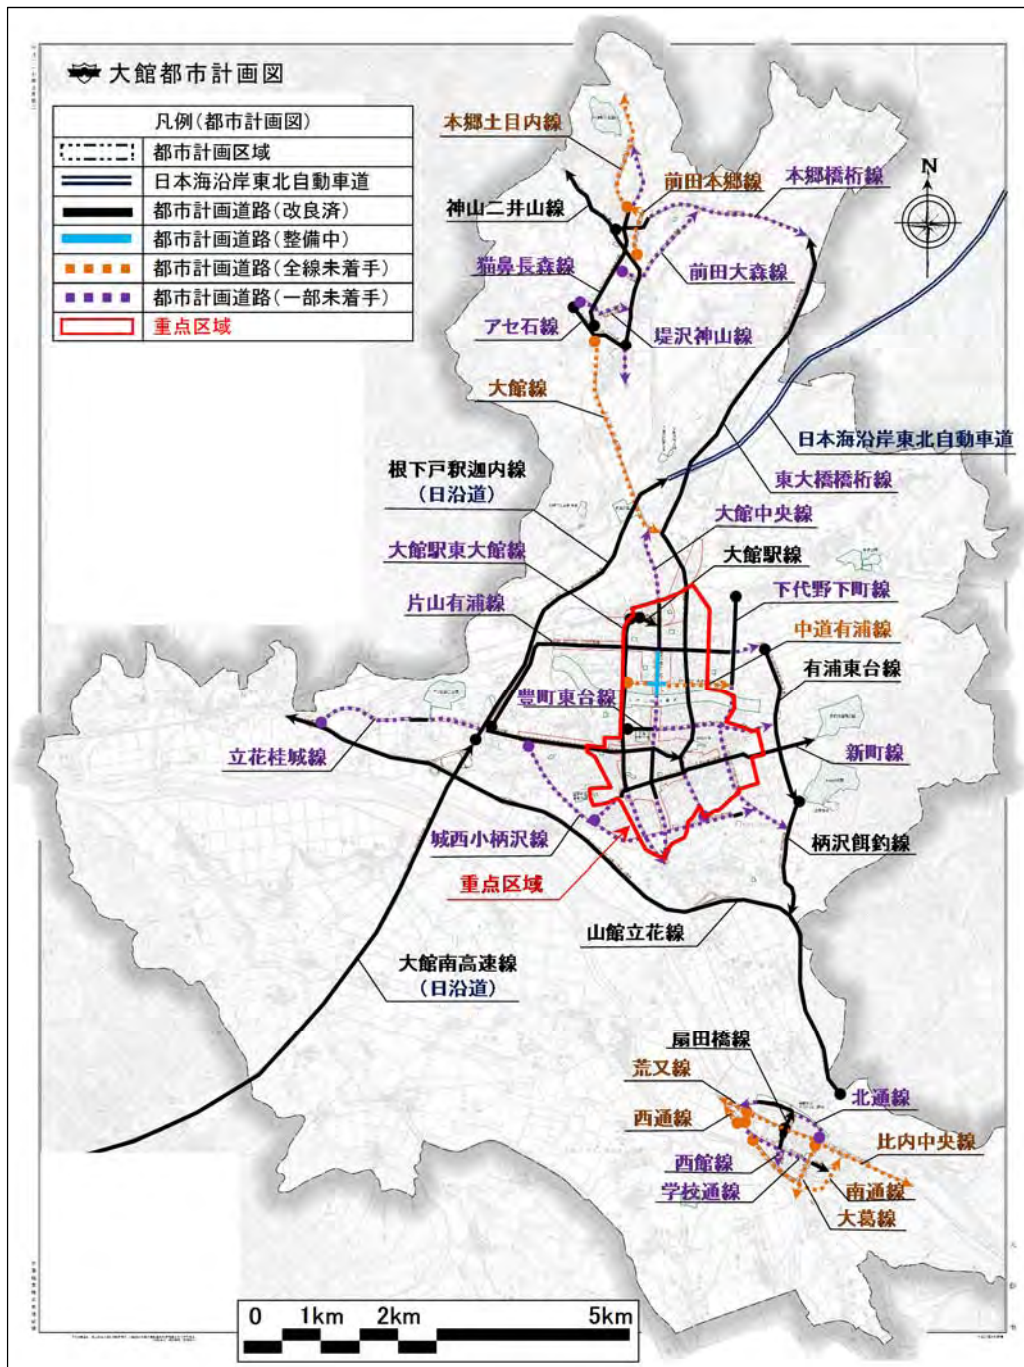 大館都市計画図
凡例(都市計画図)
都市計画区域
日本海沿岸東北自動車道
都市計画道路(改良済)
都市計画道路(整備中)
都市計画道路(全線未着手)
都市計画道路(一部未着手)
重点区域
本郷土目内線
前田本郷線
本郷橋桁線
神山二井山線
N
猫鼻長森線
前田大森線
アセ石線
堤沢神山線
大館線
日本海沿岸東北自動車道
根下戸釈迦内線
(日沿道)
東大橋橋桁線
大館中央線
大館駅東大館線
大館駅線
片山有浦線
下代野下町線
中道有浦線
有浦東台線
豊町東台線
立花桂城線
新町線
城西小柄沢線
柄沢餌釣線
重点区域
山館立花線
大館南高速線
(日沿道)
扇田橋線
荒又線
西通線
北通線
比内中央線
西館線
学校通線
南通線
大葛線
0 1km 2km 5km